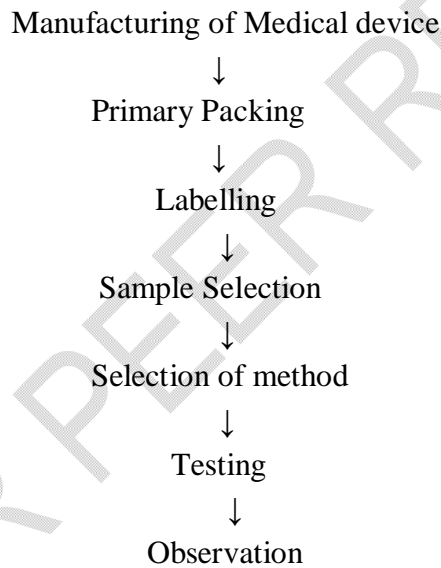 Manufacturing of Medical device
↓
Primary Packing
↓
Labelling
↓
Sample Selection
↓
Selection of method
↓
Testing
↓
Observation